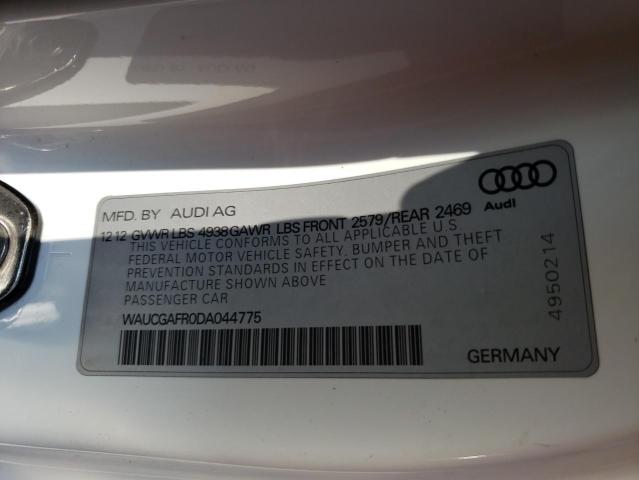 MFD. BY AUDI AG
Audi
12 12 GVWR LBS 4938 GAWR LBS FRONT 2579/REAR 2469
THIS VEHICLE CONFORMS TO ALL APPLICABLE U.S
FEDERAL MOTOR VEHICLE SAFETY, BUMPER AND THEFT
PREVENTION STANDARDS IN EFFECT ON THE DATE OF
MANUFACTURE SHOWN ABOVE
PASSENGER CAR
WAUCGAFR0DA044775
GERMANY
4950214